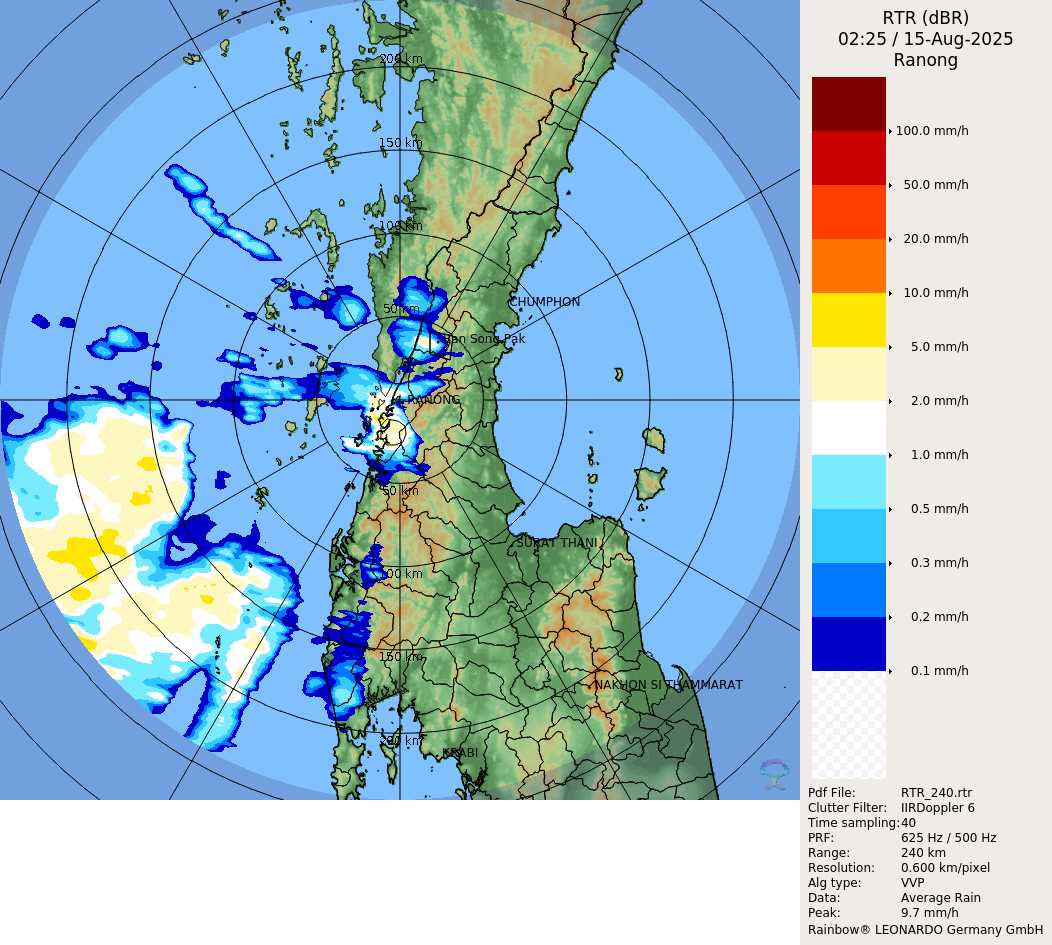 RTR (dBR)
02:25 / 15-Aug-2025
Ranong
100.0 mm/h
50.0 mm/h
20.0 mm/h
10.0 mm/h
5.0 mm/h
2.0 mm/h
1.0 mm/h
0.5 mm/h
0.3 mm/h
0.2 mm/h
0.1 mm/h
200 km
150 km
100 km
CHUMPHON
50 km
Ban Song Pak
RANONG
50 km
SURAT THANI
100 km
150 km
NAKHON SI THAMMARAT
200 km
KRABI
Pdf File: RTR_240.rtr
Clutter Filter: IIRDoppler 6
Time sampling: 40
PRF: 625 Hz / 500 Hz
Range: 240 km
Resolution: 0.600 km/pixel
Alg type: VVP
Data: Average Rain
Peak: 9.7 mm/h
Rainbow® LEONARDO Germany GmbH